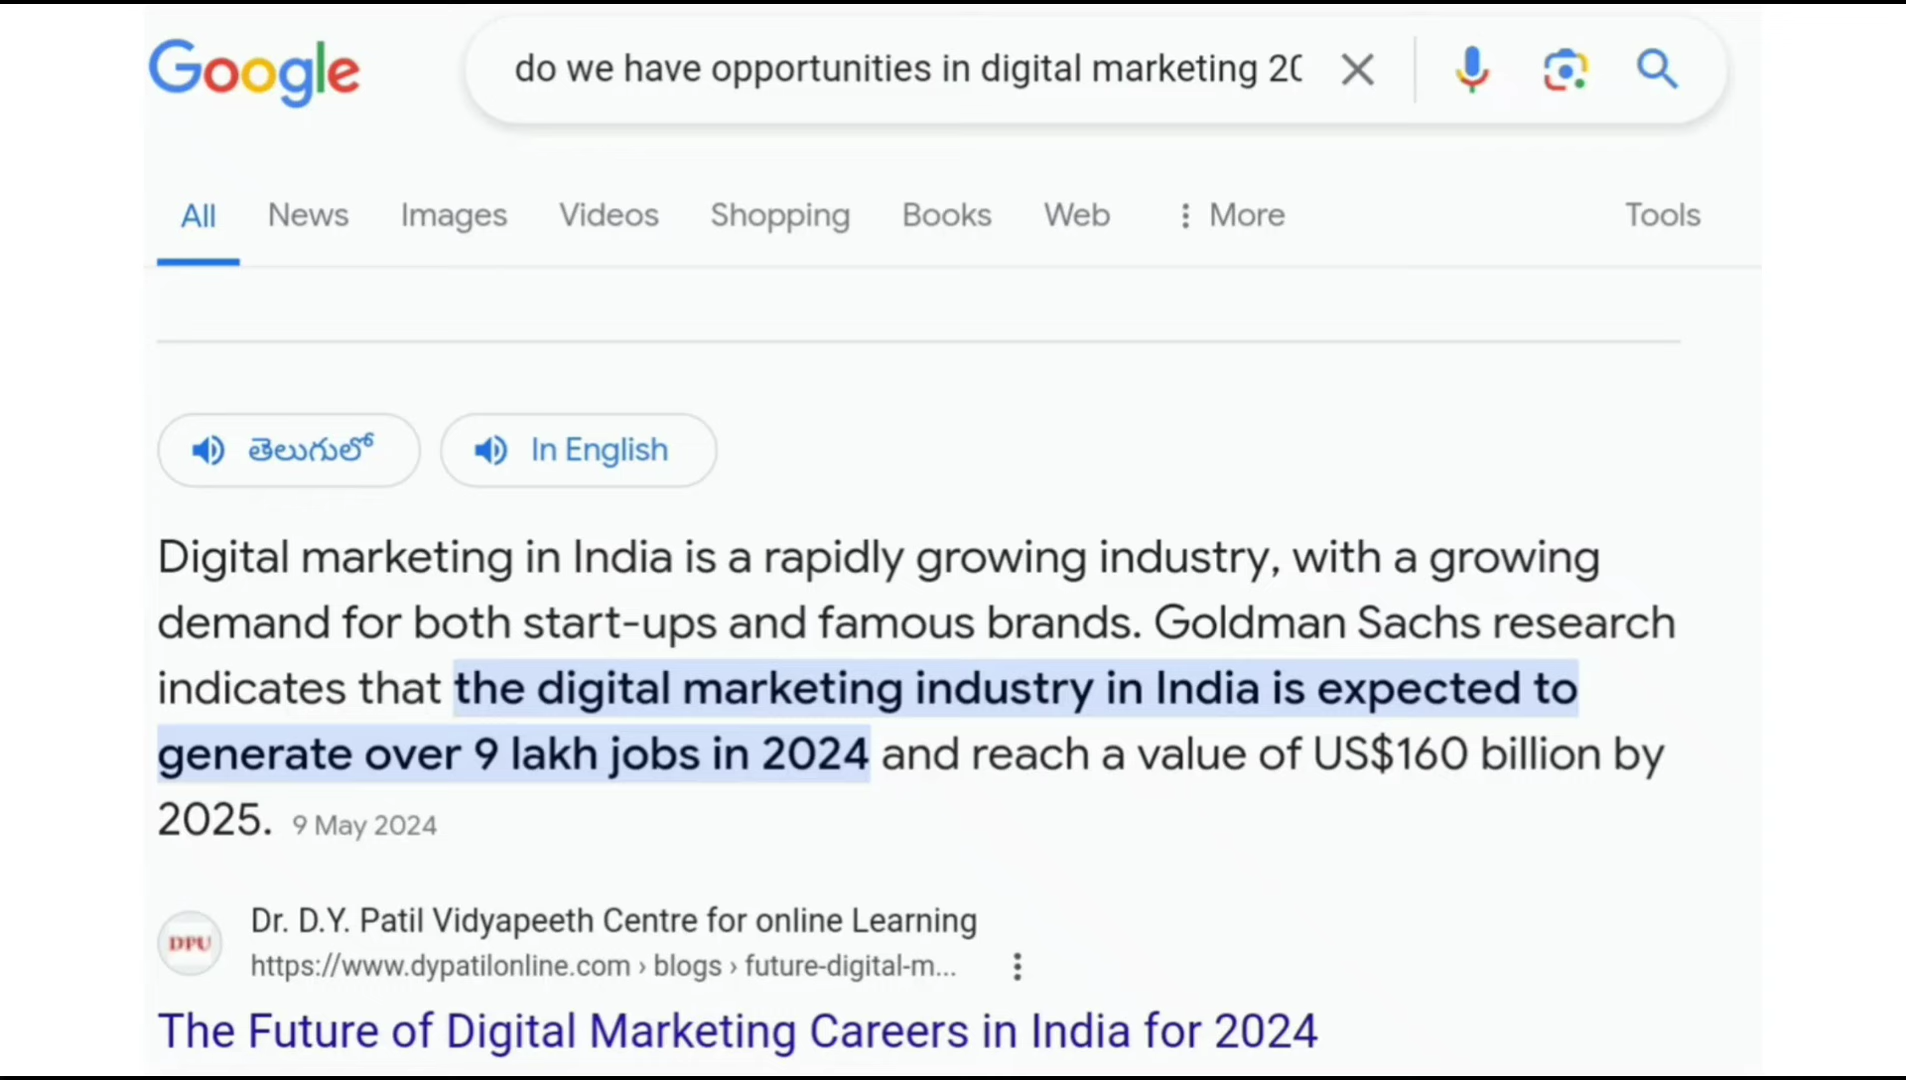 Google
do we have opportunities in digital marketing 20
All News Images Videos Shopping Books Web More Tools
తెలుగులో In English
Digital marketing in India is a rapidly growing industry, with a growing
demand for both start-ups and famous brands. Goldman Sachs research
indicates that the digital marketing industry in India is expected to
generate over 9 lakh jobs in 2024 and reach a value of US$160 billion by
2025. 9 May 2024
DPU
Dr. D.Y. Patil Vidyapeeth Centre for online Learning
https://www.dypatilonline.com › blogs › future-digital-m...
The Future of Digital Marketing Careers in India for 2024